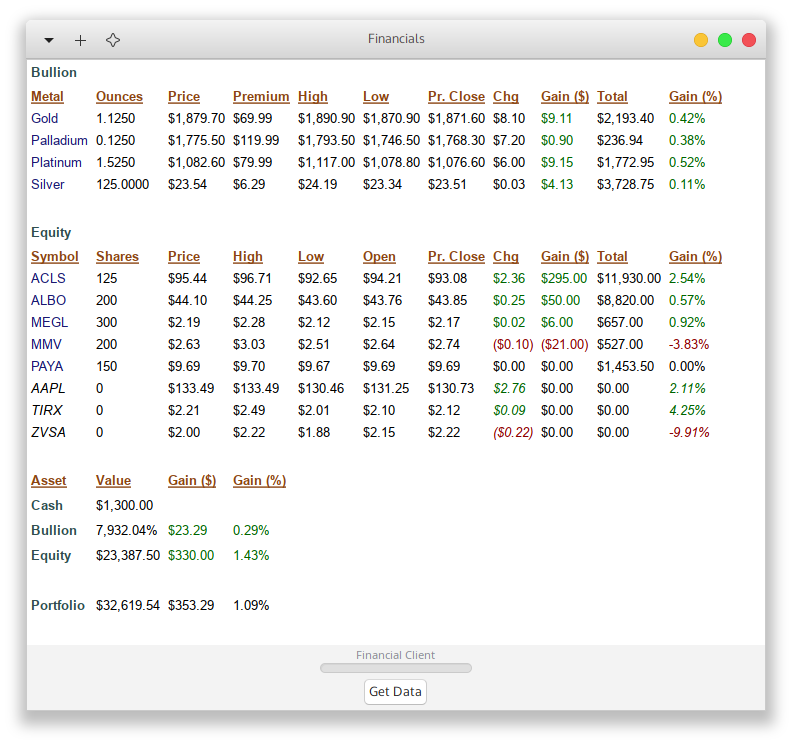 Financials
Bullion
Metal Ounces Price Premium High Low Pr. Close Chg Gain ($) Total Gain (%)
Gold 1.1250 $1,879.70 $69.99 $1,890.90 $1,870.90 $1,871.60 $8.10 $9.11 $2,193.40 0.42%
Palladium 0.1250 $1,775.50 $119.99 $1,793.50 $1,746.50 $1,768.30 $7.20 $0.90 $236.94 0.38%
Platinum 1.5250 $1,082.60 $79.99 $1,117.00 $1,078.80 $1,076.60 $6.00 $9.15 $1,772.95 0.52%
Silver 125.0000 $23.54 $6.29 $24.19 $23.34 $23.51 $0.03 $4.13 $3,728.75 0.11%
Equity
Symbol Shares Price High Low Open Pr. Close Chg Gain ($) Total Gain (%)
ACLS 125 $95.44 $96.71 $92.65 $94.21 $93.08 $2.36 $295.00 $11,930.00 2.54%
ALBO 200 $44.10 $44.25 $43.60 $43.76 $43.85 $0.25 $50.00 $8,820.00 0.57%
MEGL 300 $2.19 $2.28 $2.12 $2.15 $2.17 $0.02 $6.00 $657.00 0.92%
MMV 200 $2.63 $3.03 $2.51 $2.64 $2.74 ($0.10) ($21.00) $527.00 -3.83%
PAYA 150 $9.69 $9.70 $9.67 $9.69 $9.69 $0.00 $0.00 $1,453.50 0.00%
AAPL 0 $133.49 $133.49 $130.46 $131.25 $130.73 $2.76 $0.00 $0.00 2.11%
TIRX 0 $2.21 $2.49 $2.01 $2.10 $2.12 $0.09 $0.00 $0.00 4.25%
ZVSA 0 $2.00 $2.22 $1.88 $2.15 $2.22 ($0.22) $0.00 $0.00 -9.91%
Asset Value Gain ($) Gain (%)
Cash $1,300.00
Bullion 7,932.04% $23.29 0.29%
Equity $23,387.50 $330.00 1.43%
Portfolio $32,619.54 $353.29 1.09%
Financial Client
Get Data